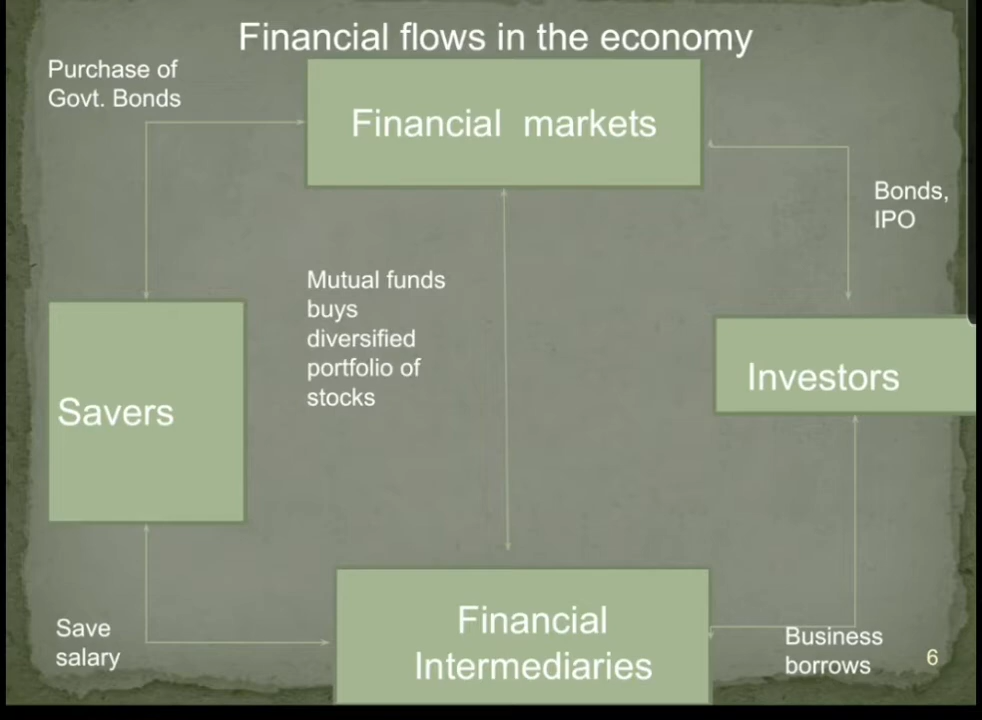 Financial flows in the economy
Purchase of
Govt. Bonds
Financial markets
Bonds,
IPO
Mutual funds
buys
diversified
portfolio of
stocks
Savers
Investors
Save
salary
Financial
Intermediaries
Business
borrows
6